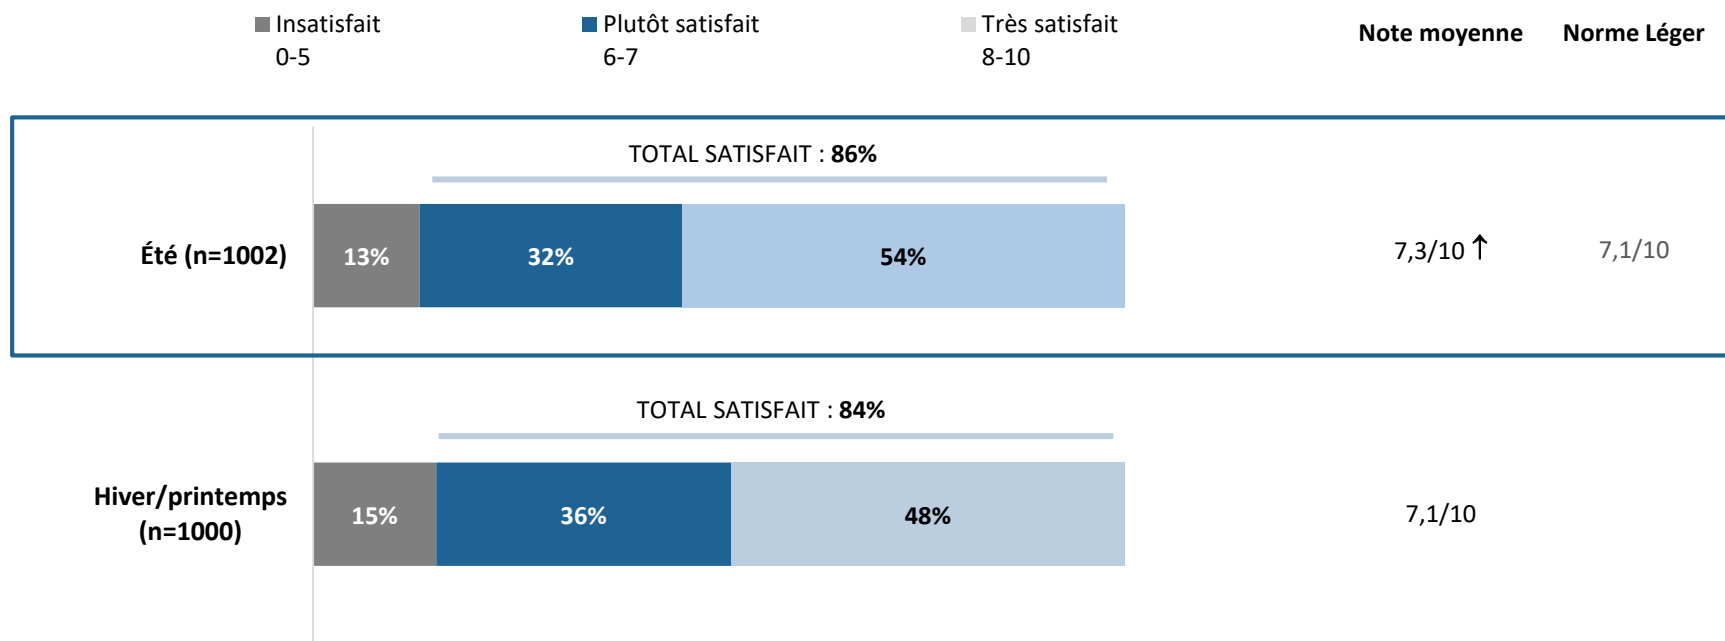 Insatisfait
0-5
Plutôt satisfait
6-7
Très satisfait
8-10
Note moyenne
Norme Léger
TOTAL SATISFAIT : 86%
Été (n=1002)
13%
32%
54%
7,3/10 ↑
7,1/10
TOTAL SATISFAIT : 84%
Hiver/printemps
(n=1000)
15%
36%
48%
7,1/10